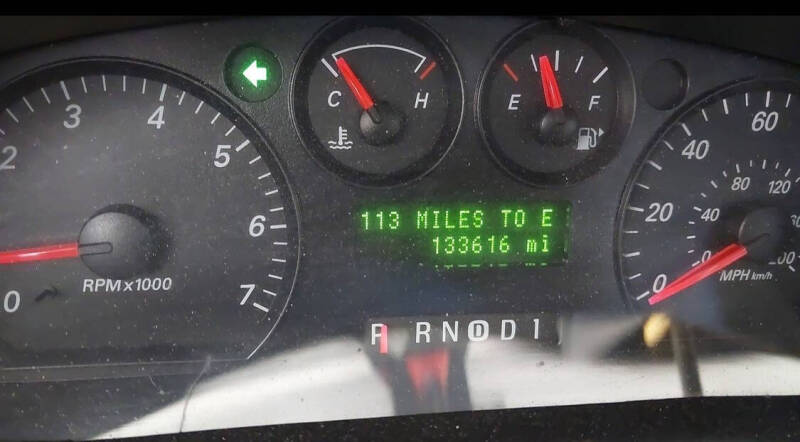 2 3 4 5 6 7
0
RPM x1000
C H
E F
0 20 40 60
0 40 80 120
MPH km/h
113 MILES TO E
133616 mi
P R N D D 1